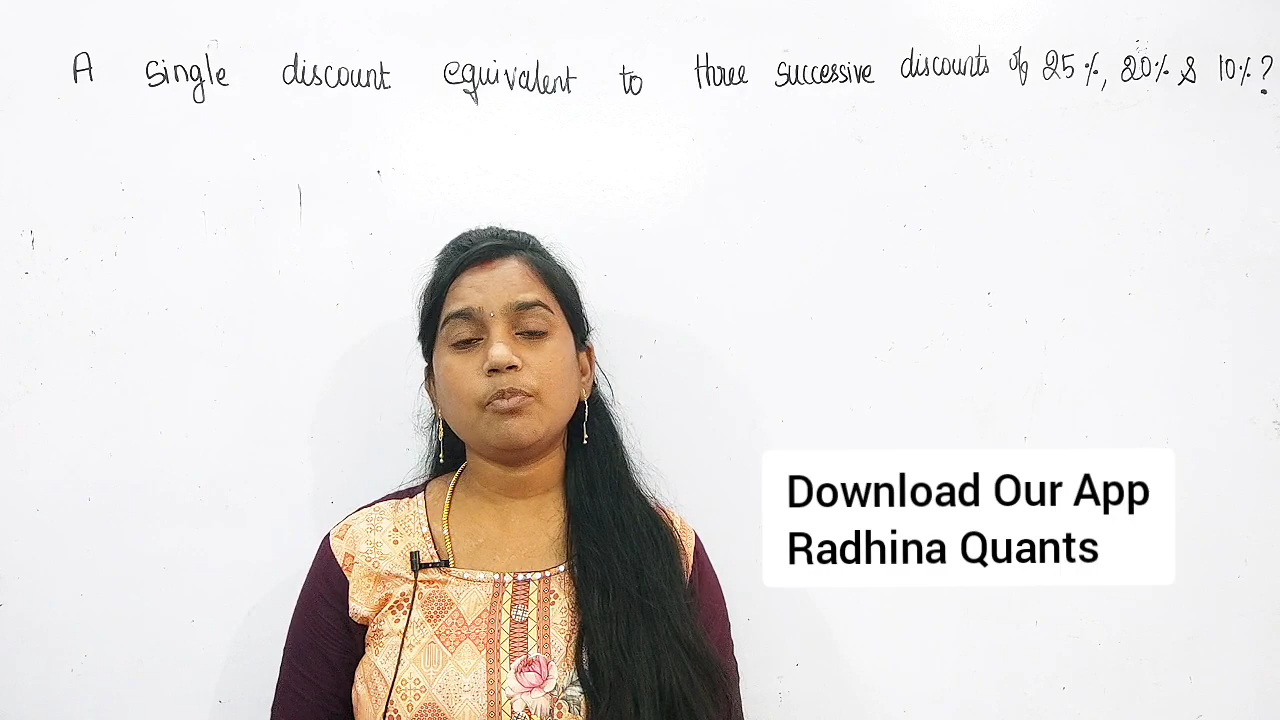 A single discount equivalent to three successive discounts of 25%, 20% & 10%?
Download Our App
Radhina Quants